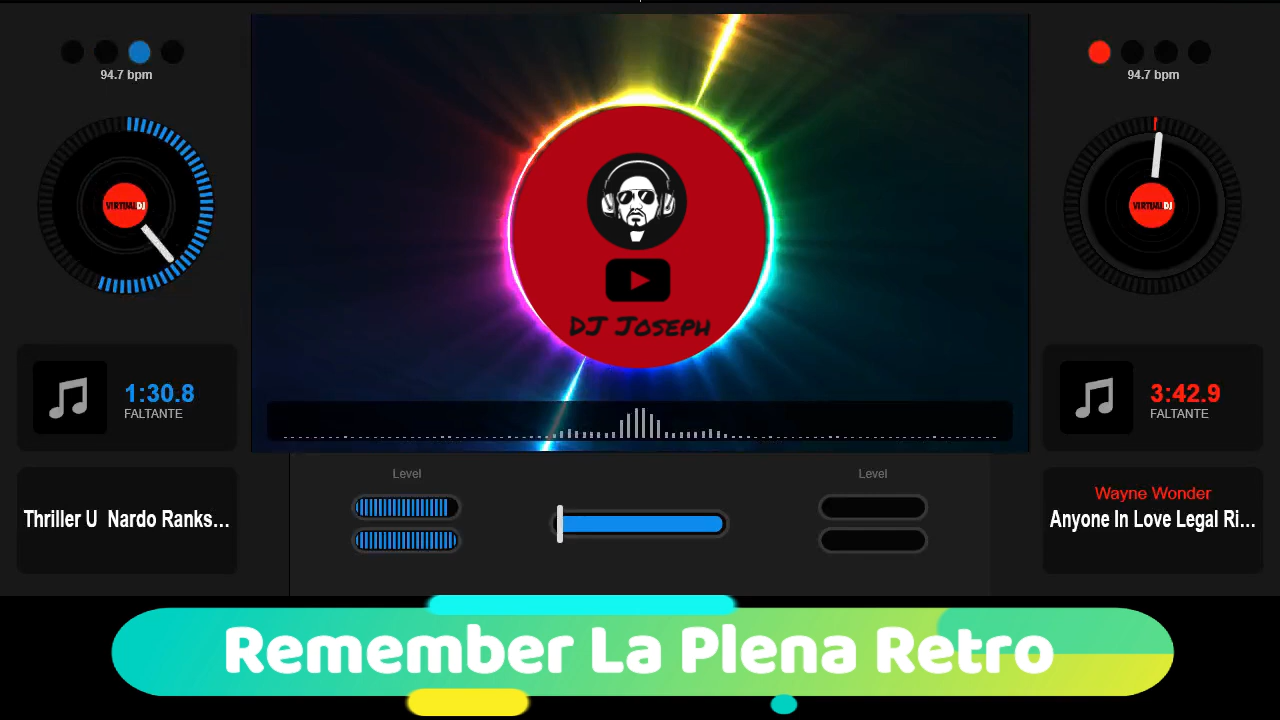 94.7 bpm
94.7 bpm
VIRTUALDJ
VIRTUALDJ
DJ Joseph
1:30.8
FALTANTE
3:42.9
FALTANTE
Level
Level
Thriller U Nardo Ranks...
Wayne Wonder
Anyone In Love Legal Ri...
Remember La Plena Retro